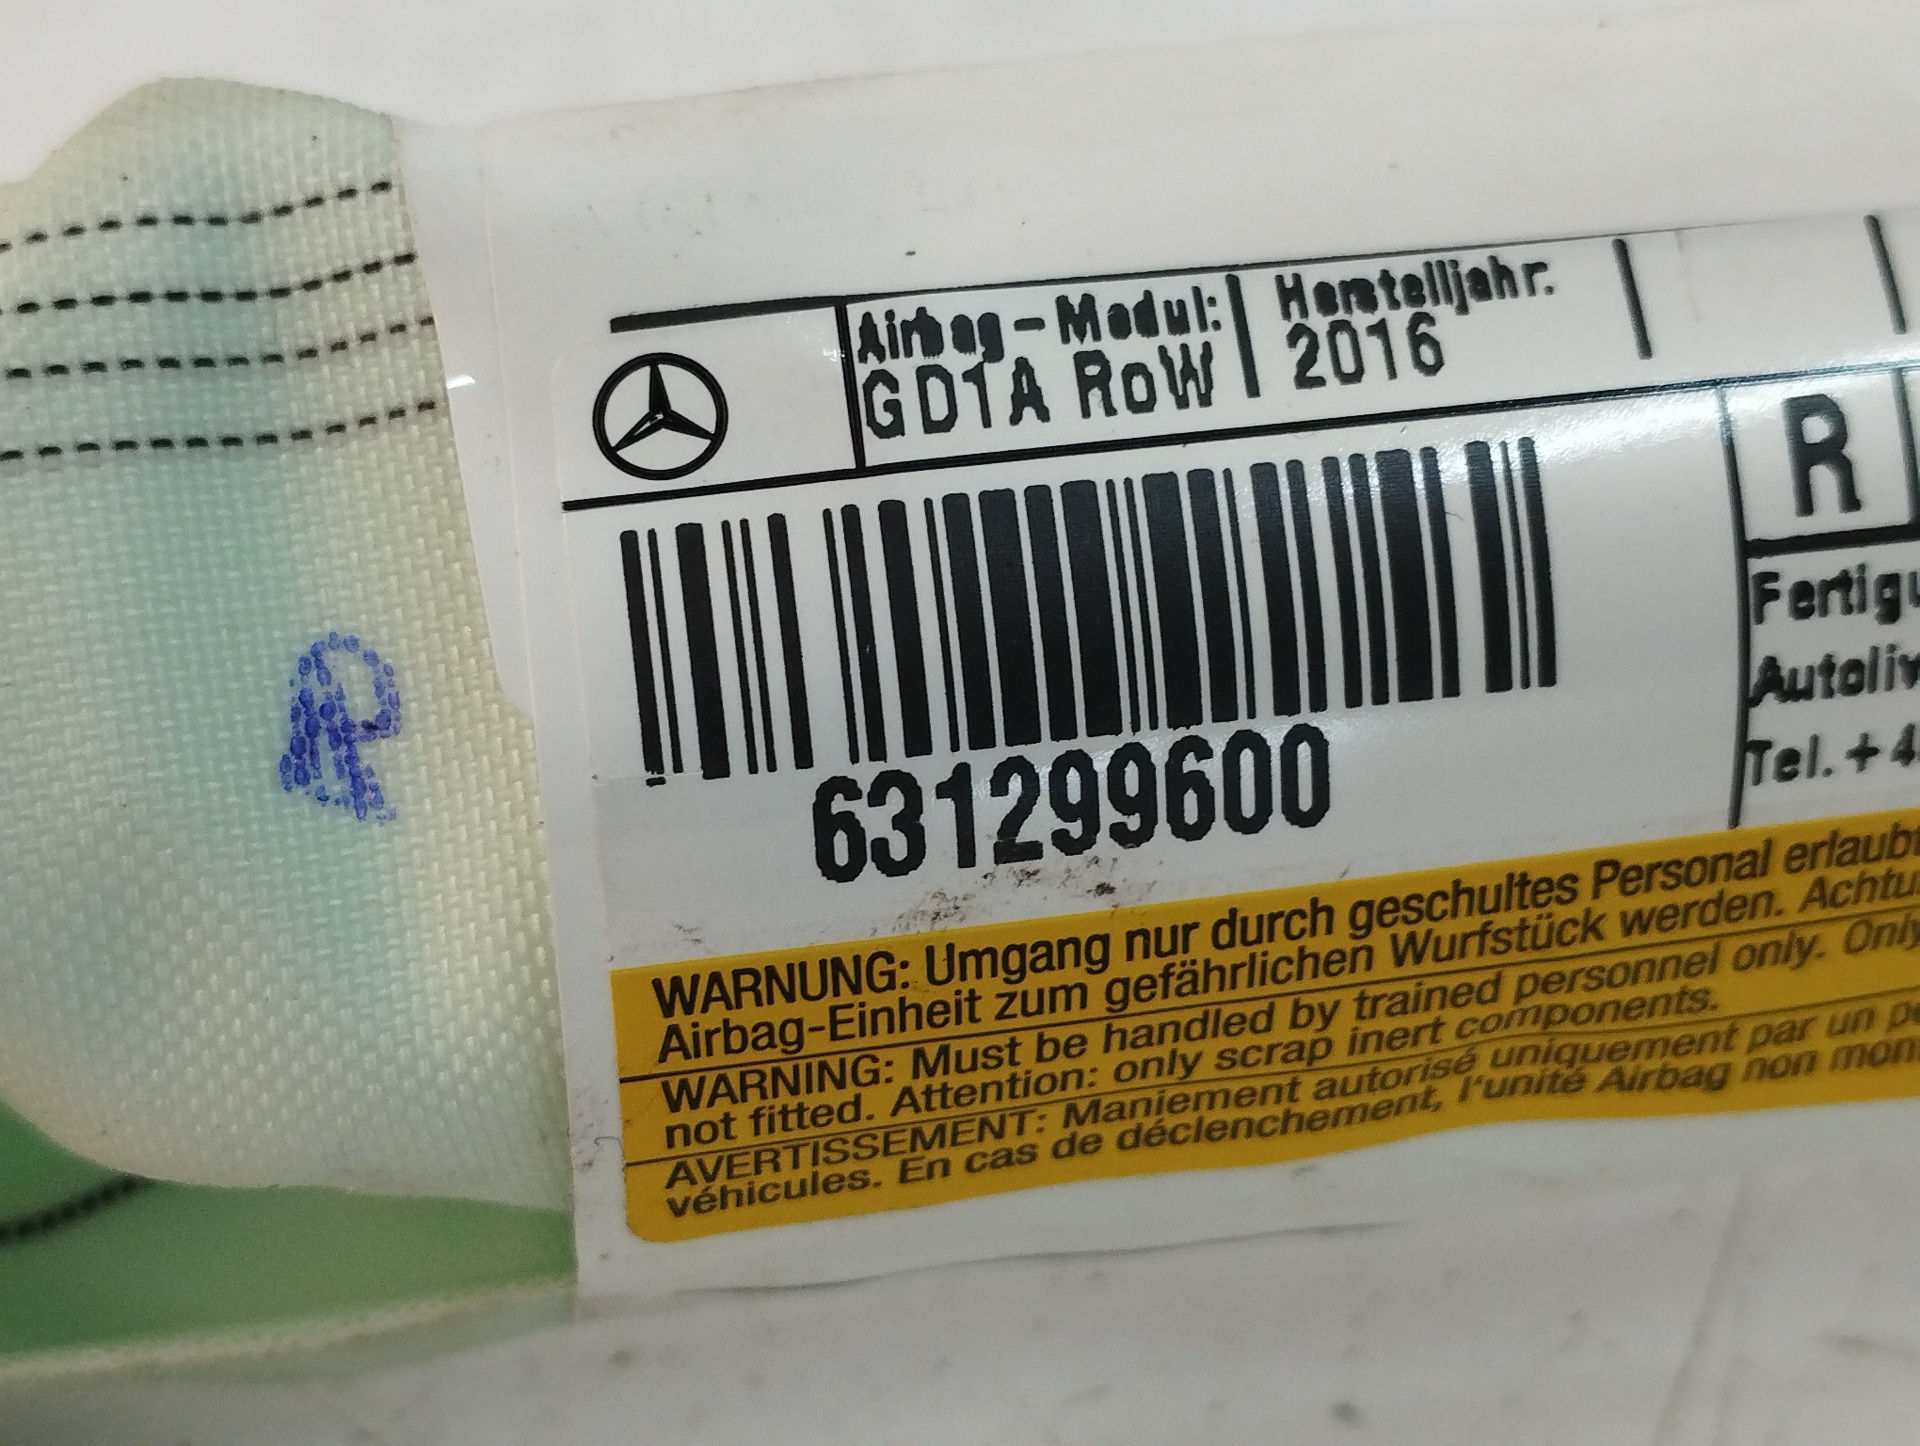 Airbag-Modul: Herstelljahr:
GD1A RoW 2016
R
631299600
Fertigu
Autoliv
Tel.+4
WARNUNG: Umgang nur durch geschultes Personal erlaubt
Airbag-Einheit zum gefährlichen Wurfstück werden. Achtu
WARNING: Must be handled by trained personnel only. Only
not fitted. Attention: only scrap inert components.
AVERTISSEMENT: Maniement autorisé uniquement par un pe
véhicules. En cas de déclenchement, l'unité Airbag non mon
R